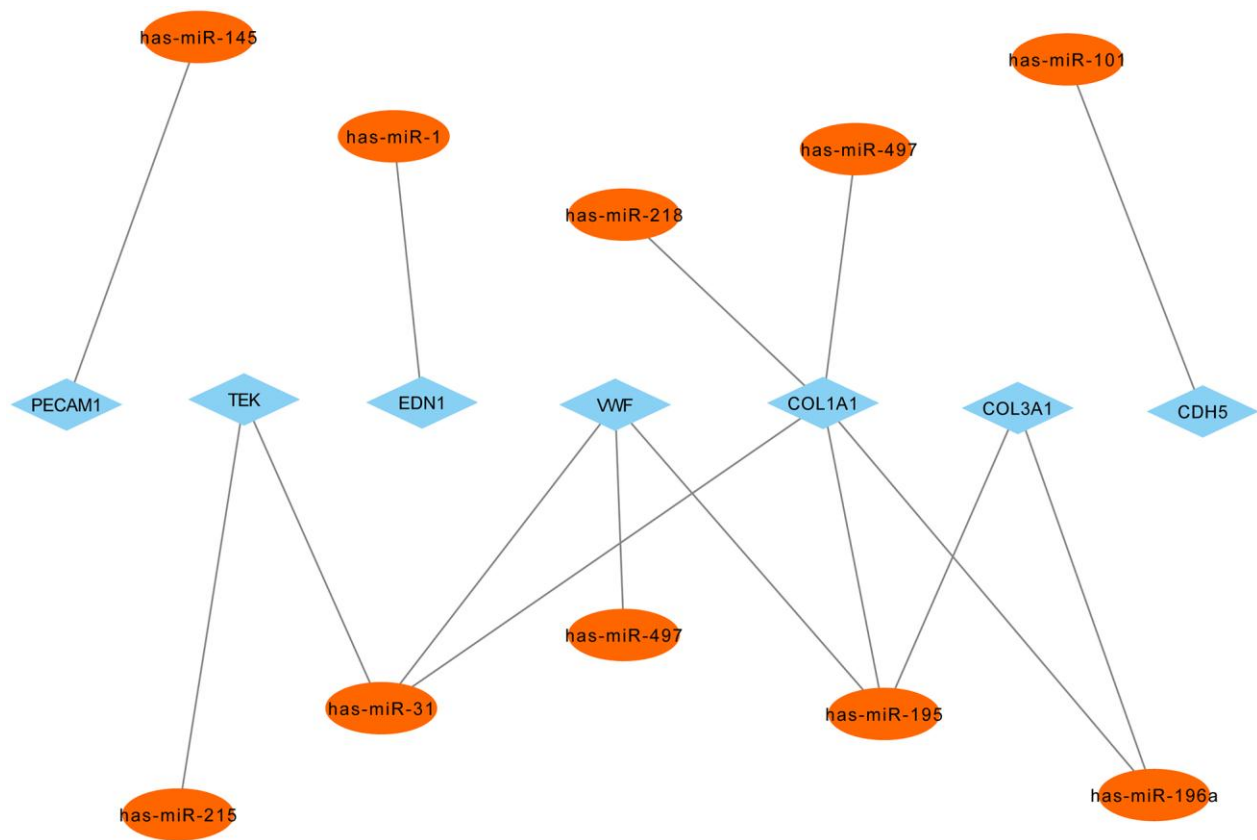 has-miR-145
has-miR-101
has-miR-1
has-miR-497
has-miR-218
PECAM1
TEK
EDN1
VWF
COL1A1
COL3A1
CDH5
has-miR-497
has-miR-31
has-miR-195
has-miR-215
has-miR-196a